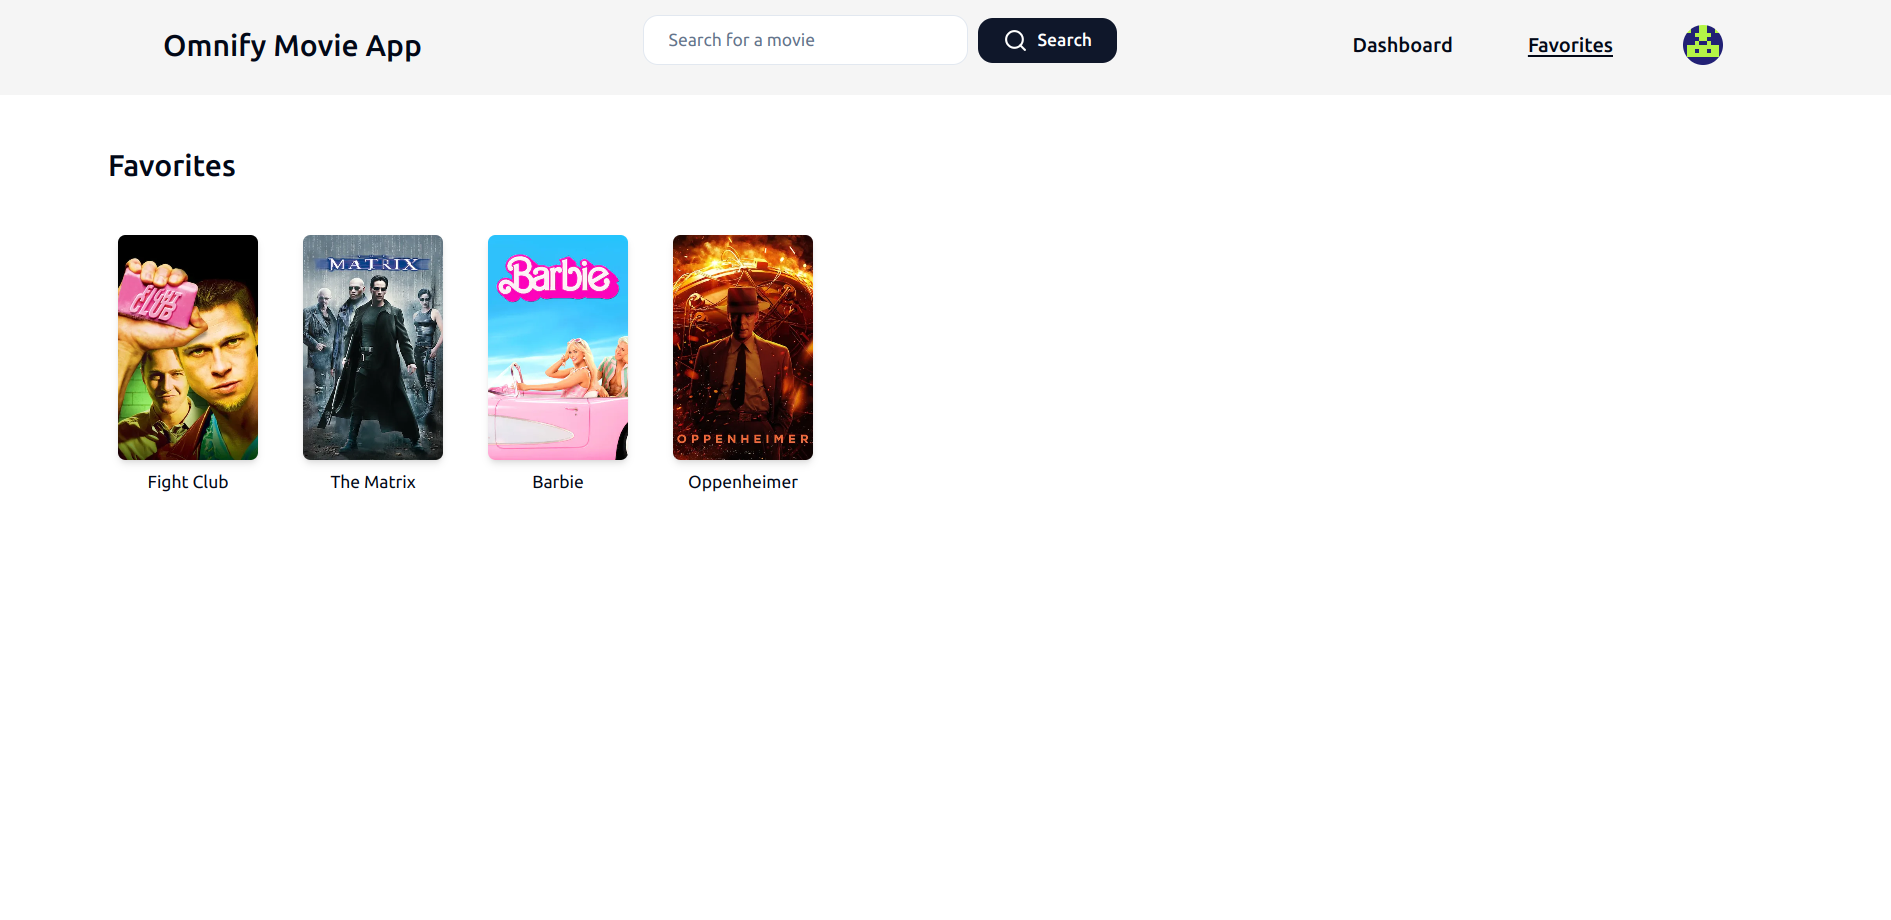 Omnify Movie App
Search for a movie
Search
Dashboard
Favorites
Favorites
FIGHT
CLUB
MATRIX
Barbie
OPPENHEIMER
Fight Club
The Matrix
Barbie
Oppenheimer